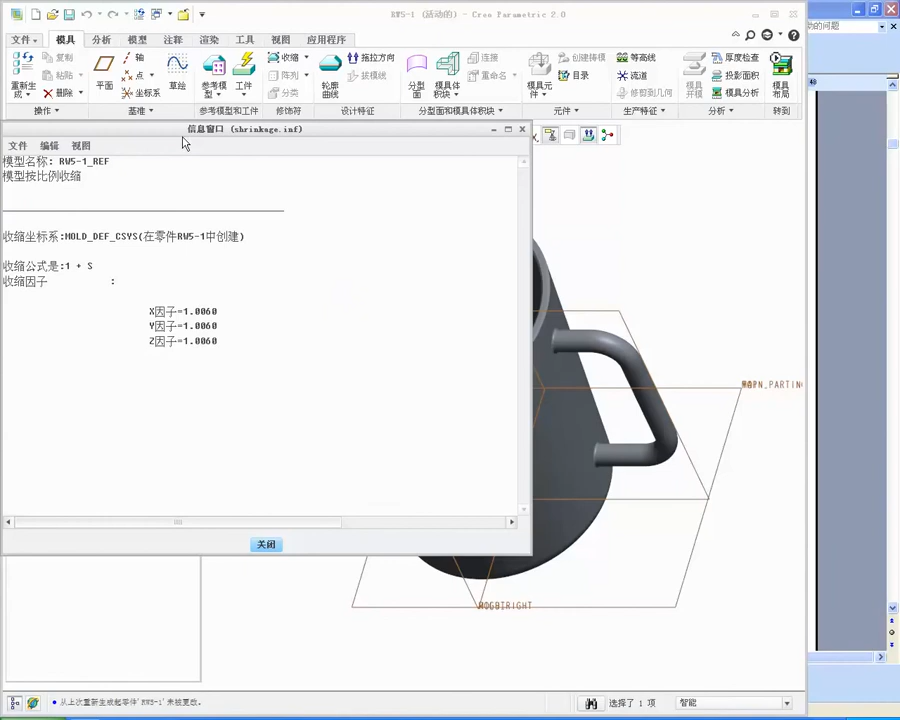 RW5-1 (活动的) - Creo Parametric 2.0
文件 模具 分析 模型 注释 渲染 工具 视图 应用程序
重新生成 复制 粘贴 删除 平面 轴 点 坐标系 草绘 参考模型 工件 收缩 阵列 分类 轮廓曲线 拖拉方向 拔模线 分型面 模具体积块 连接 重命名 模具元件 创建铸模 目录 等高线 流道 修剪到几何 模具并模 厚度检查 投影面积 模具分析 模具布局
操作 基准 参考模型和工件 修饰符 设计特征 分型面和模具体积块 元件 生产特征 分析 转到
动的) 的问题
信息窗口 (shrinkage.inf)
文件 编辑 视图
模型名称: RW5-1_REF
模型按比例收缩
收缩坐标系:MOLD_DEF_CSYS(在零件RW5-1中创建)
收缩公式是:1 + S
收缩因子 :
X因子=1.0060
Y因子=1.0060
Z因子=1.0060
关闭
从上次重新生成起零件'RW5-1'未被更改。
选择了 1 项
智能